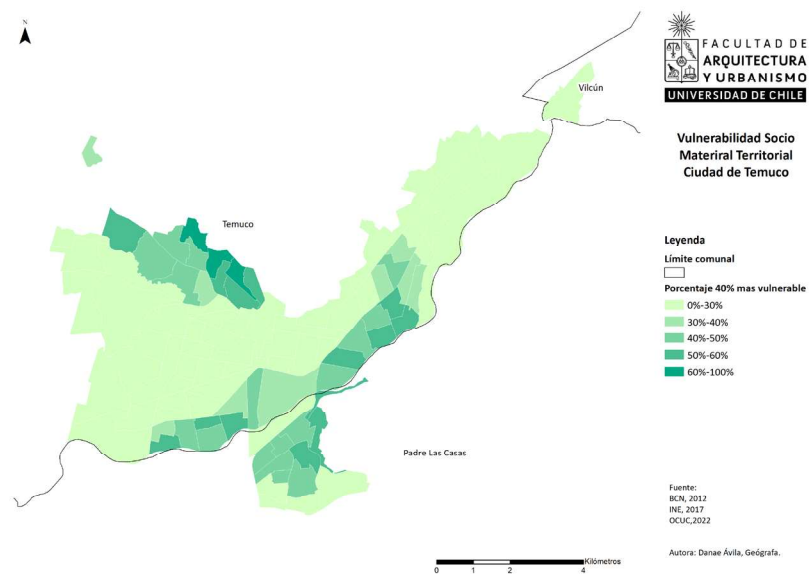 N
Vilcún
Temuco
Padre Las Casas
FACULTAD DE
ARQUITECTURA
Y URBANISMO
UNIVERSIDAD DE CHILE
Vulnerabilidad Socio
Materiral Territorial
Ciudad de Temuco
Leyenda
Límite comunal
Porcentaje 40% mas vulnerable
0%-30%
30%-40%
40%-50%
50%-60%
60%-100%
Fuente:
BCN, 2012
INE, 2017
OCUC,2022
Autora: Danae Ávila, Geógrafa.
Kilómetros
0 1 2 4